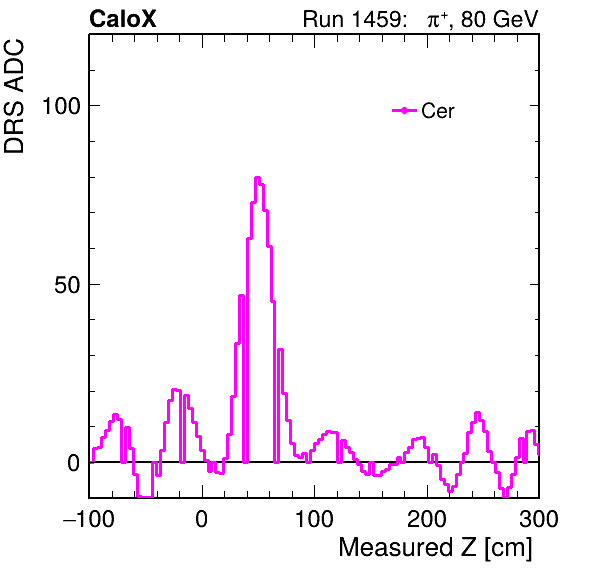 CaloX Run 1459: π⁺, 80 GeV
DRS ADC
100
50
0
Cer
−100 0 100 200 300
Measured Z [cm]